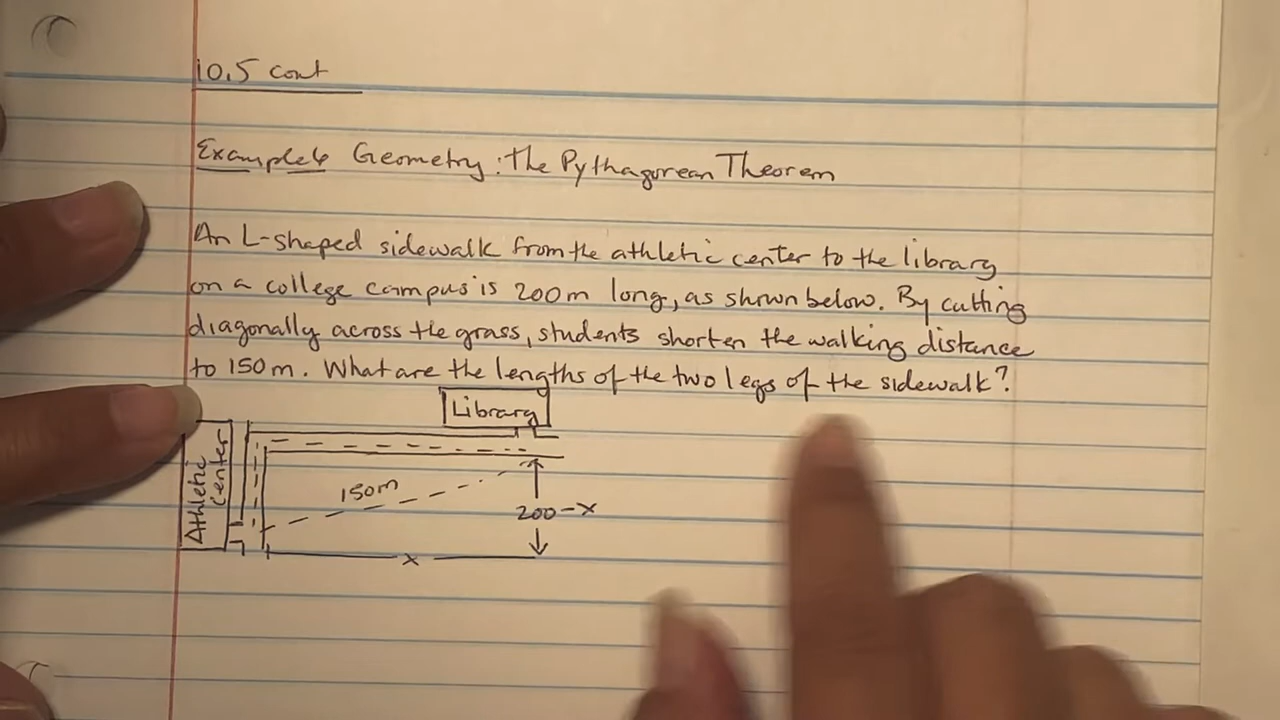 10.5 cont
Example 6 Geometry: the Pythagorean Theorem
An L-shaped sidewalk from the athletic center to the library
on a college campus is 200m long, as shown below. By cutting
diagonally across the grass, students shorten the walking distance
to 150m. What are the lengths of the two legs of the sidewalk?
Library
Athletic
Center
150m
200-x
x